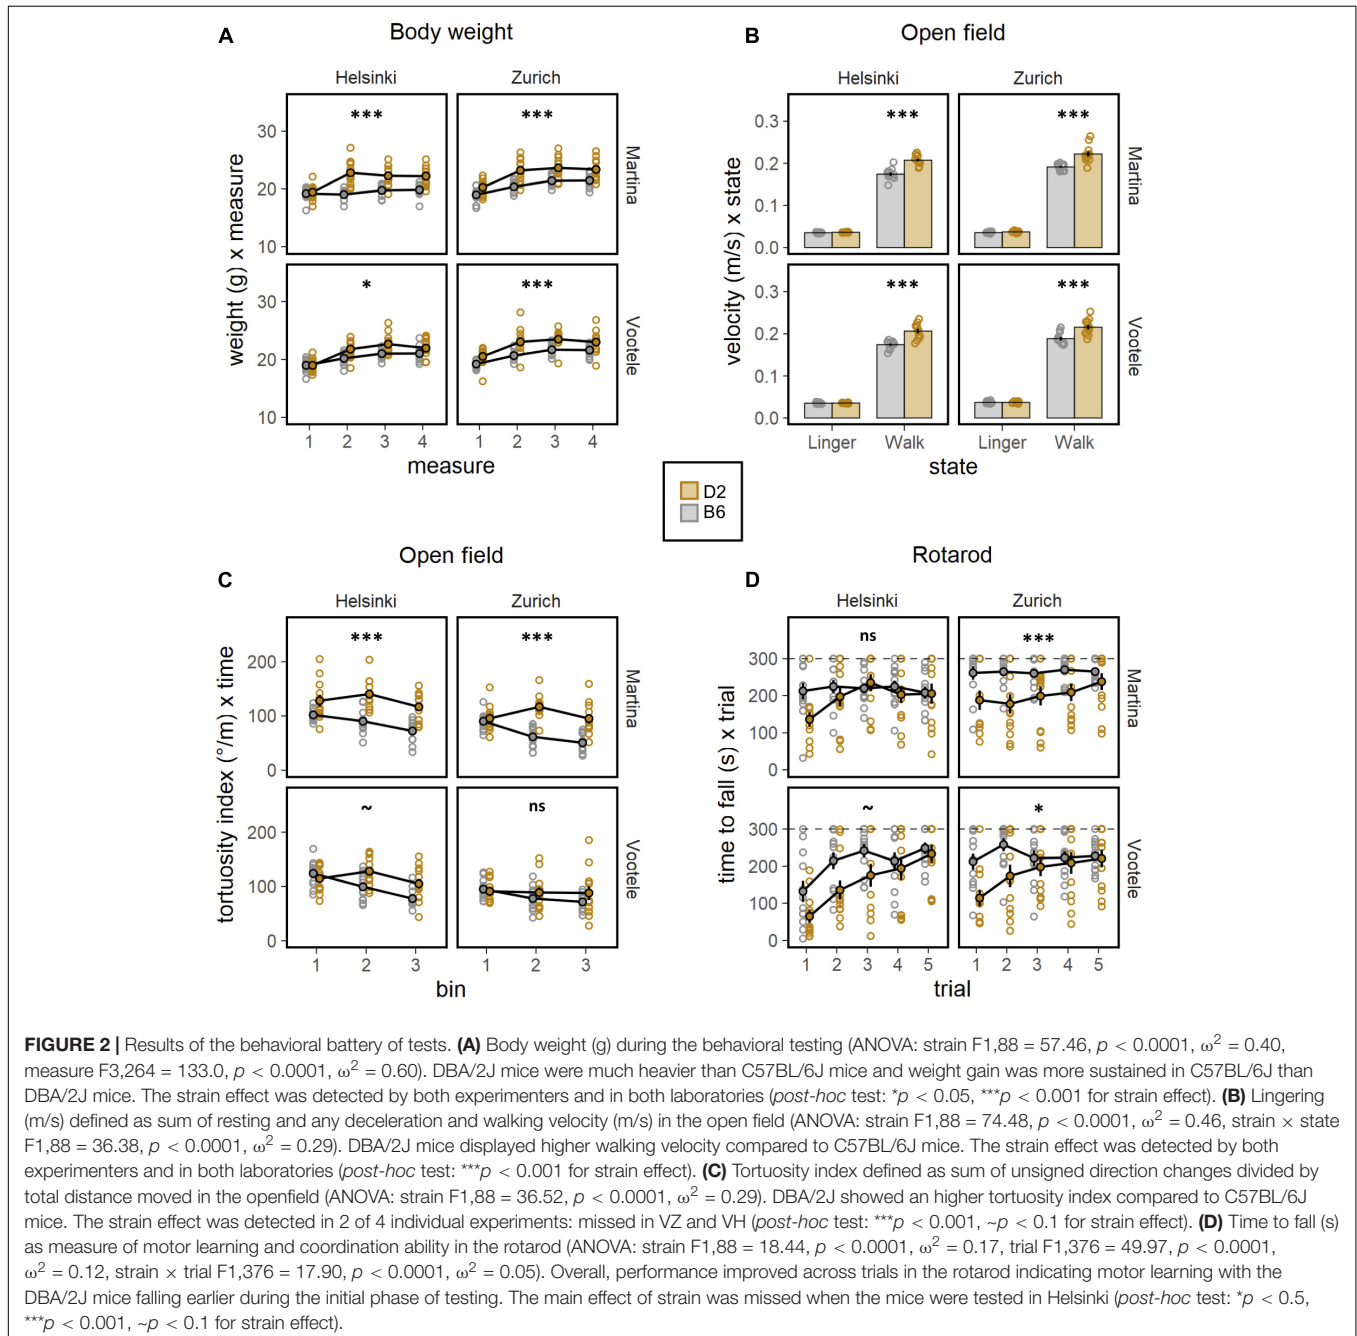 A
Body weight
Helsinki
Zurich
***
***
30
20
10
Martina
*
***
30
20
10
Vootele
weight (g) x measure
1 2 3 4
1 2 3 4
measure
B
Open field
Helsinki
Zurich
***
***
0.3
0.2
0.1
0.0
Martina
***
***
0.3
0.2
0.1
0.0
Vootele
velocity (m/s) x state
Linger Walk
Linger Walk
state
D2
B6
C
Open field
Helsinki
Zurich
***
***
200
100
0
Martina
~
ns
200
100
0
Vootele
tortuosity index (°/m) x time
1 2 3
1 2 3
bin
D
Rotarod
Helsinki
Zurich
ns
***
300
200
100
0
Martina
~
*
300
200
100
0
Vootele
time to fall (s) x trial
1 2 3 4 5
1 2 3 4 5
trial
FIGURE 2 | Results of the behavioral battery of tests. (A) Body weight (g) during the behavioral testing (ANOVA: strain F1,88 = 57.46, p < 0.0001, ω² = 0.40,
measure F3,264 = 133.0, p < 0.0001, ω² = 0.60). DBA/2J mice were much heavier than C57BL/6J mice and weight gain was more sustained in C57BL/6J than
DBA/2J mice. The strain effect was detected by both experimenters and in both laboratories (post-hoc test: *p < 0.05, ***p < 0.001 for strain effect). (B) Lingering
(m/s) defined as sum of resting and any deceleration and walking velocity (m/s) in the open field (ANOVA: strain F1,88 = 74.48, p < 0.0001, ω² = 0.46, strain × state
F1,88 = 36.38, p < 0.0001, ω² = 0.29). DBA/2J mice displayed higher walking velocity compared to C57BL/6J mice. The strain effect was detected by both
experimenters and in both laboratories (post-hoc test: ***p < 0.001 for strain effect). (C) Tortuosity index defined as sum of unsigned direction changes divided by
total distance moved in the openfield (ANOVA: strain F1,88 = 36.52, p < 0.0001, ω² = 0.29). DBA/2J showed an higher tortuosity index compared to C57BL/6J
mice. The strain effect was detected in 2 of 4 individual experiments: missed in VZ and VH (post-hoc test: ***p < 0.001, ~p < 0.1 for strain effect). (D) Time to fall (s)
as measure of motor learning and coordination ability in the rotarod (ANOVA: strain F1,88 = 18.44, p < 0.0001, ω² = 0.17, trial F1,376 = 49.97, p < 0.0001,
ω² = 0.12, strain × trial F1,376 = 17.90, p < 0.0001, ω² = 0.05). Overall, performance improved across trials in the rotarod indicating motor learning with the
DBA/2J mice falling earlier during the initial phase of testing. The main effect of strain was missed when the mice were tested in Helsinki (post-hoc test: *p < 0.5,
***p < 0.001, ~p < 0.1 for strain effect).